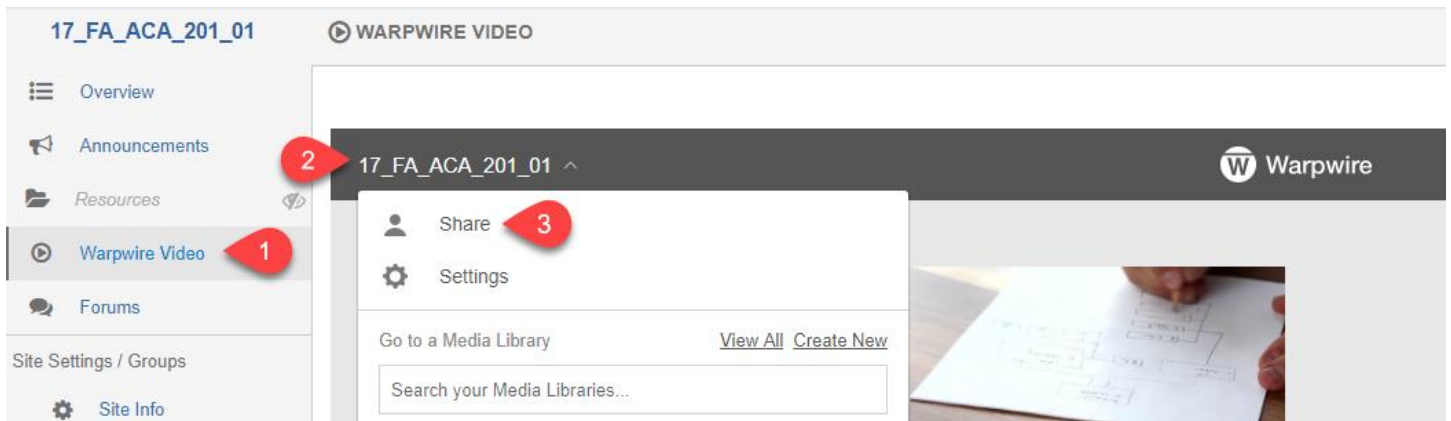 17_FA_ACA_201_01
WARPWIRE VIDEO
Overview
Announcements
Resources
Warpwire Video
1
Forums
Site Settings / Groups
Site Info
2
17_FA_ACA_201_01
W Warpwire
Share
3
Settings
Go to a Media Library View All Create New
Search your Media Libraries...